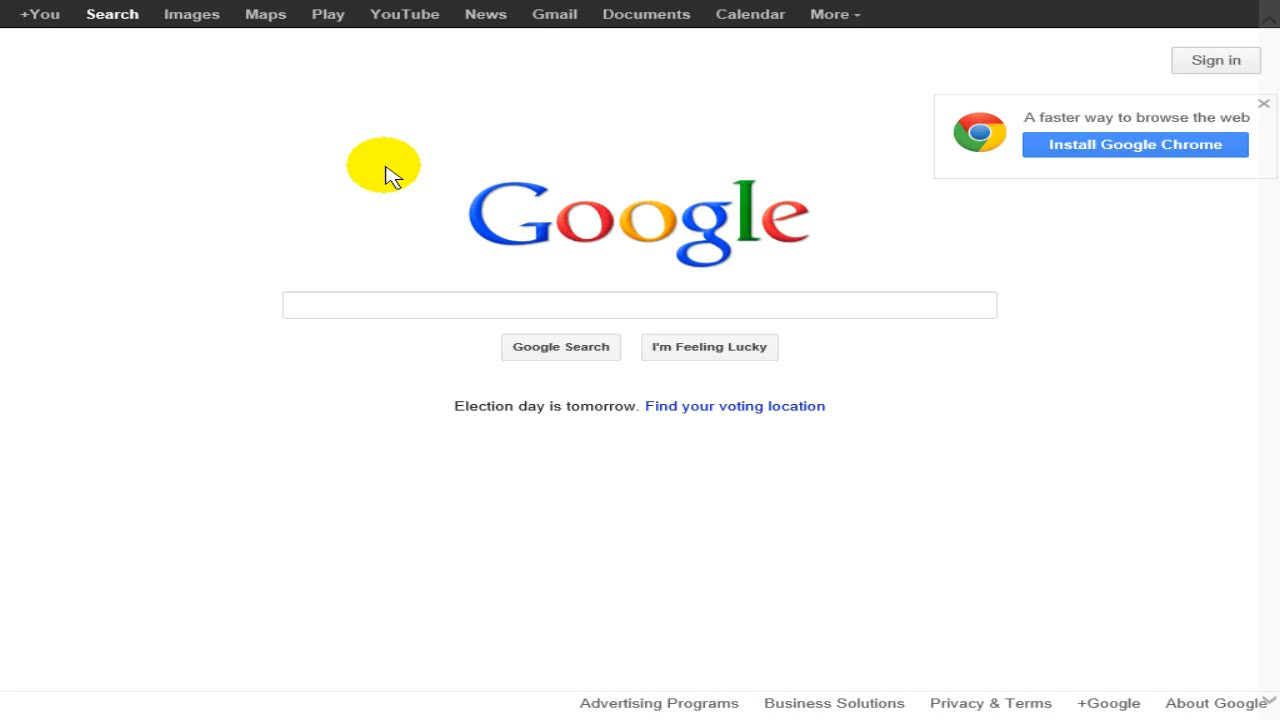 +You Search Images Maps Play YouTube News Gmail Documents Calendar More
Sign in
A faster way to browse the web
Install Google Chrome
Google
Google Search I'm Feeling Lucky
Election day is tomorrow. Find your voting location
Advertising Programs Business Solutions Privacy & Terms +Google About Google